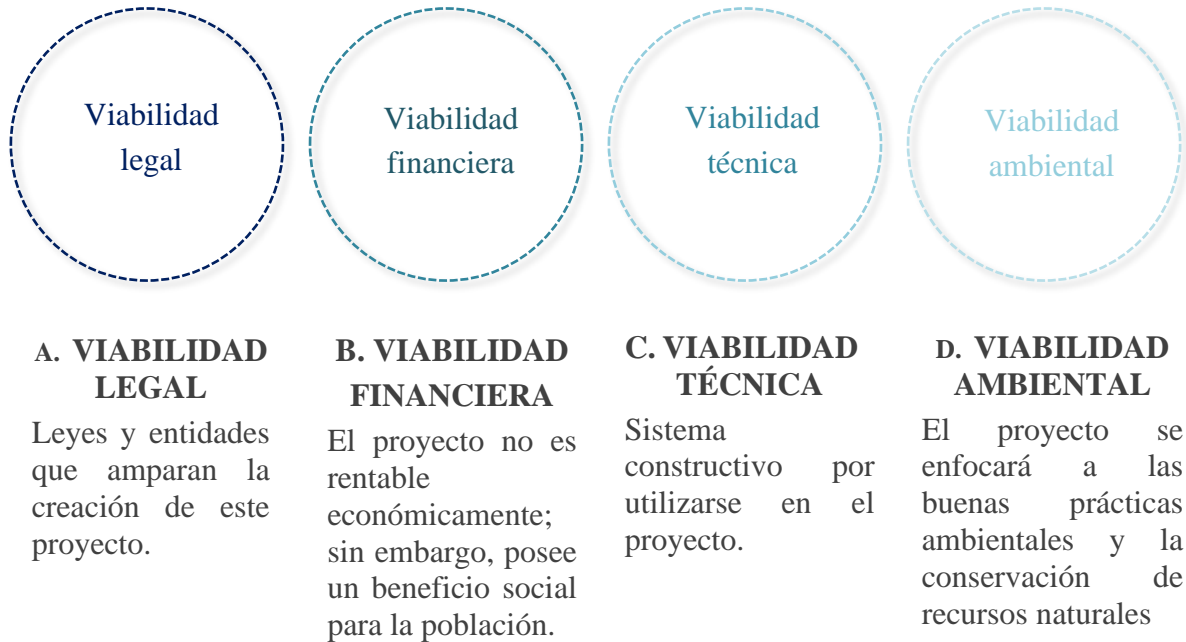 Viabilidad
legal
Viabilidad
financiera
Viabilidad
técnica
Viabilidad
ambiental
A. VIABILIDAD
LEGAL
Leyes y entidades
que amparan la
creación de este
proyecto.
B. VIABILIDAD
FINANCIERA
El proyecto no es
rentable
económicamente;
sin embargo, posee
un beneficio social
para la población.
C. VIABILIDAD
TÉCNICA
Sistema
constructivo por
utilizarse en el
proyecto.
D. VIABILIDAD
AMBIENTAL
El proyecto se
enfocará a las
buenas prácticas
ambientales y la
conservación de
recursos naturales